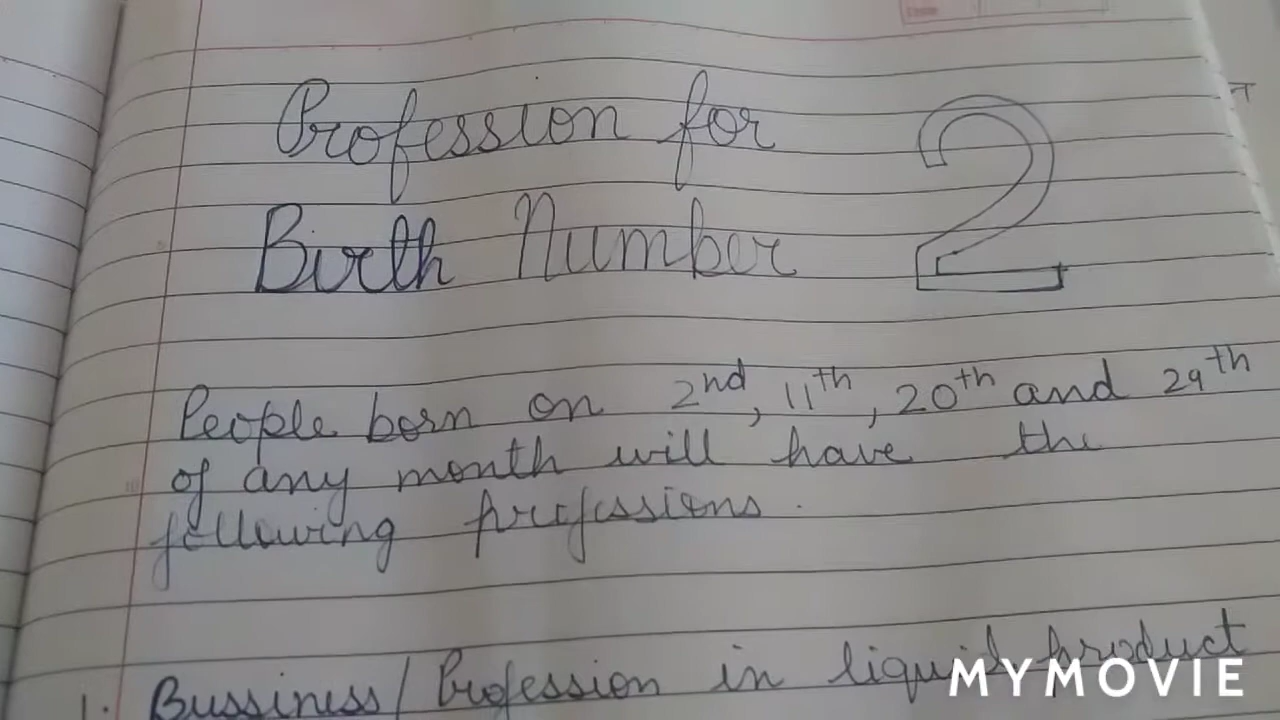 Profession for
Birth Number 2
People born on 2nd, 11th, 20th and 29th
of any month will have the
following professions.
1. Bussiness/Profession in liquid product
MYMOVIE